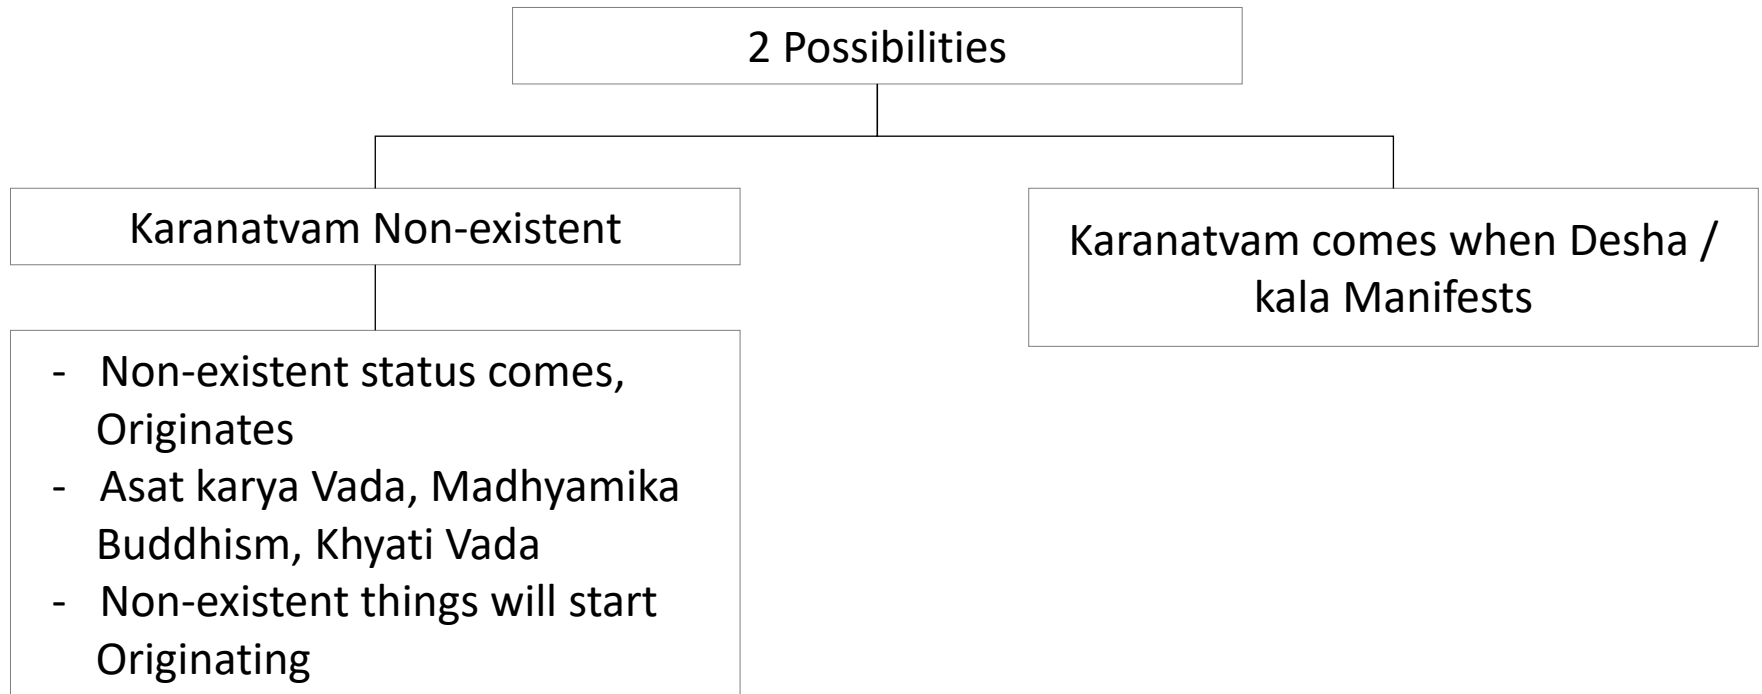 2 Possibilities
Karanatvam Non-existent
Karanatvam comes when Desha /
kala Manifests
- Non-existent status comes,
Originates
- Asat karya Vada, Madhyamika
Buddhism, Khyati Vada
- Non-existent things will start
Originating